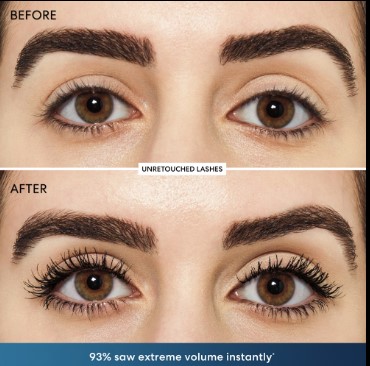 BEFORE
UNRETOUCHED LASHES
AFTER
93% saw extreme volume instantly*